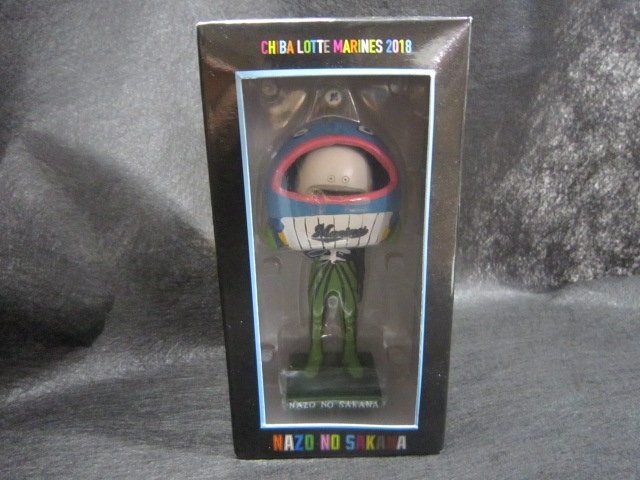 CHIBA LOTTE MARINES 2018
Marines
NAZO NO SAKANA
NAZO NO SAKANA